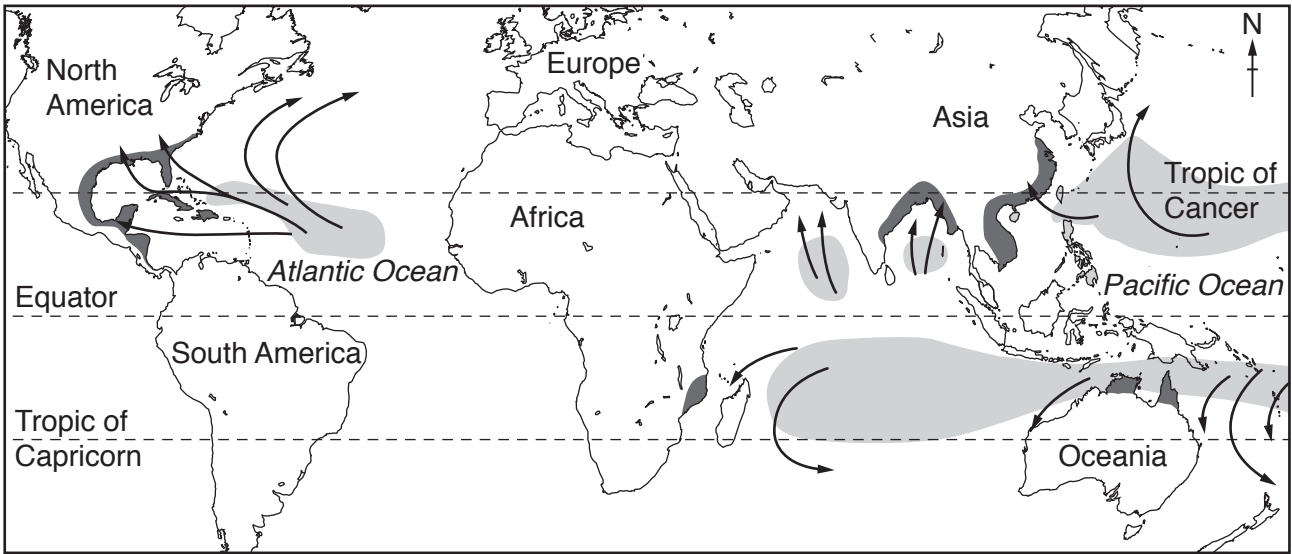 N
North
America
Europe
Asia
Tropic of
Cancer
Africa
Atlantic Ocean
Pacific Ocean
Equator
South America
Tropic of
Capricorn
Oceania